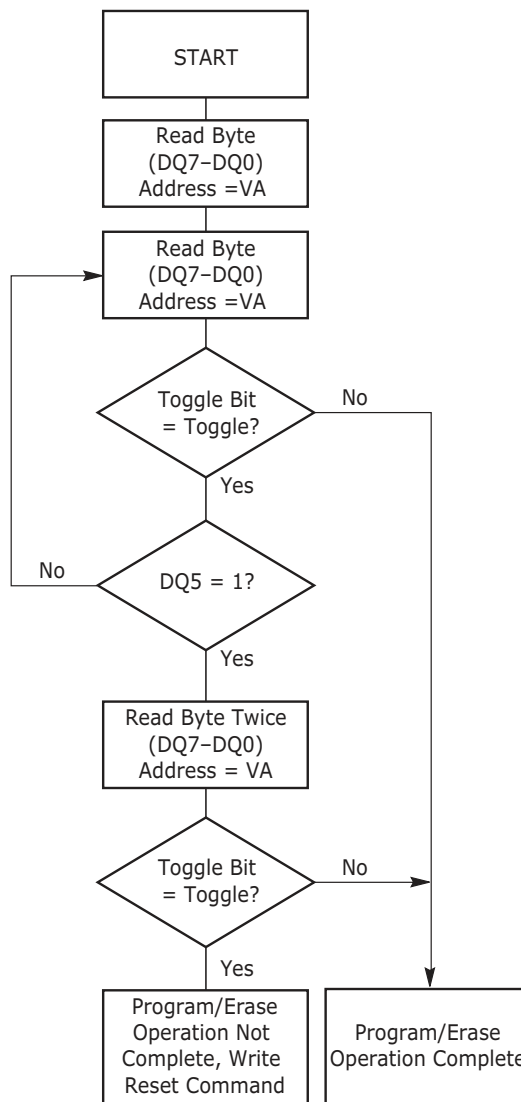 START
Read Byte
(DQ7–DQ0)
Address =VA
Read Byte
(DQ7–DQ0)
Address =VA
Toggle Bit
= Toggle?
No
Yes
No
DQ5 = 1?
Yes
Read Byte Twice
(DQ7–DQ0)
Address = VA
Toggle Bit
= Toggle?
No
Yes
Program/Erase
Operation Not
Complete, Write
Reset Command
Program/Erase
Operation Complete